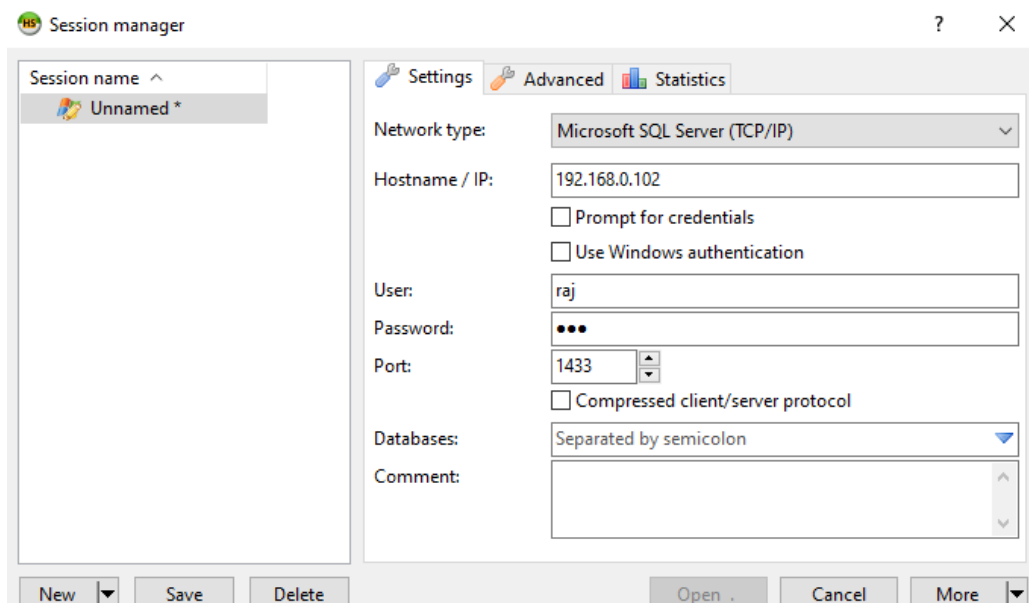 HS Session manager ? ×
Session name
Unnamed *
Settings Advanced Statistics
Network type: Microsoft SQL Server (TCP/IP)
Hostname / IP: 192.168.0.102
Prompt for credentials
Use Windows authentication
User: raj
Password: •••
Port: 1433
Compressed client/server protocol
Databases: Separated by semicolon
Comment:
New Save Delete Open . Cancel More